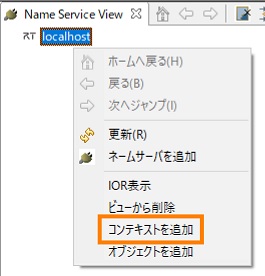 Name Service View
localhost
ホームへ戻る(H)
戻る(B)
次へジャンプ(I)
更新(R)
ネームサーバを追加
IOR表示
ビューから削除
コンテキストを追加
オブジェクトを追加